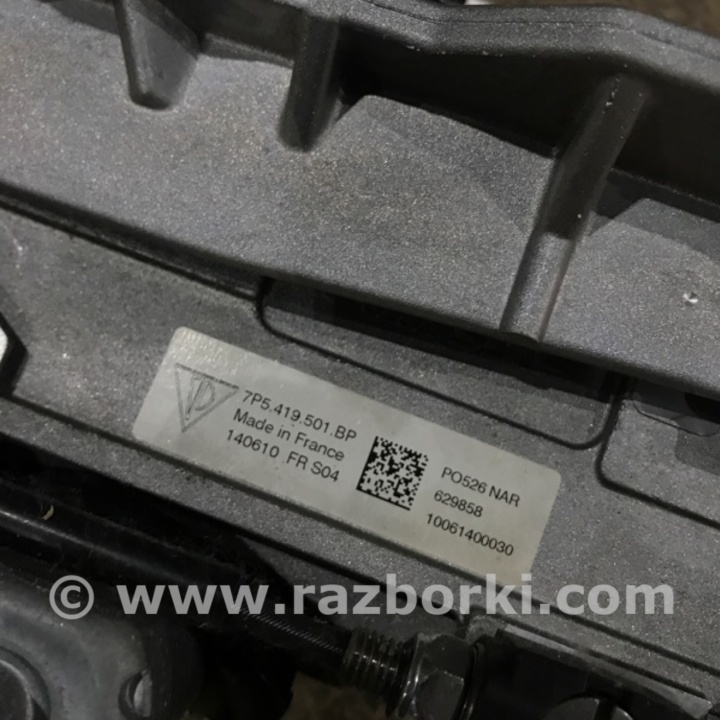 7P5.419.501.BP
Made in France
140610 .FR S04
PO526 NAR
629858
10061400030
© www.razborki.com